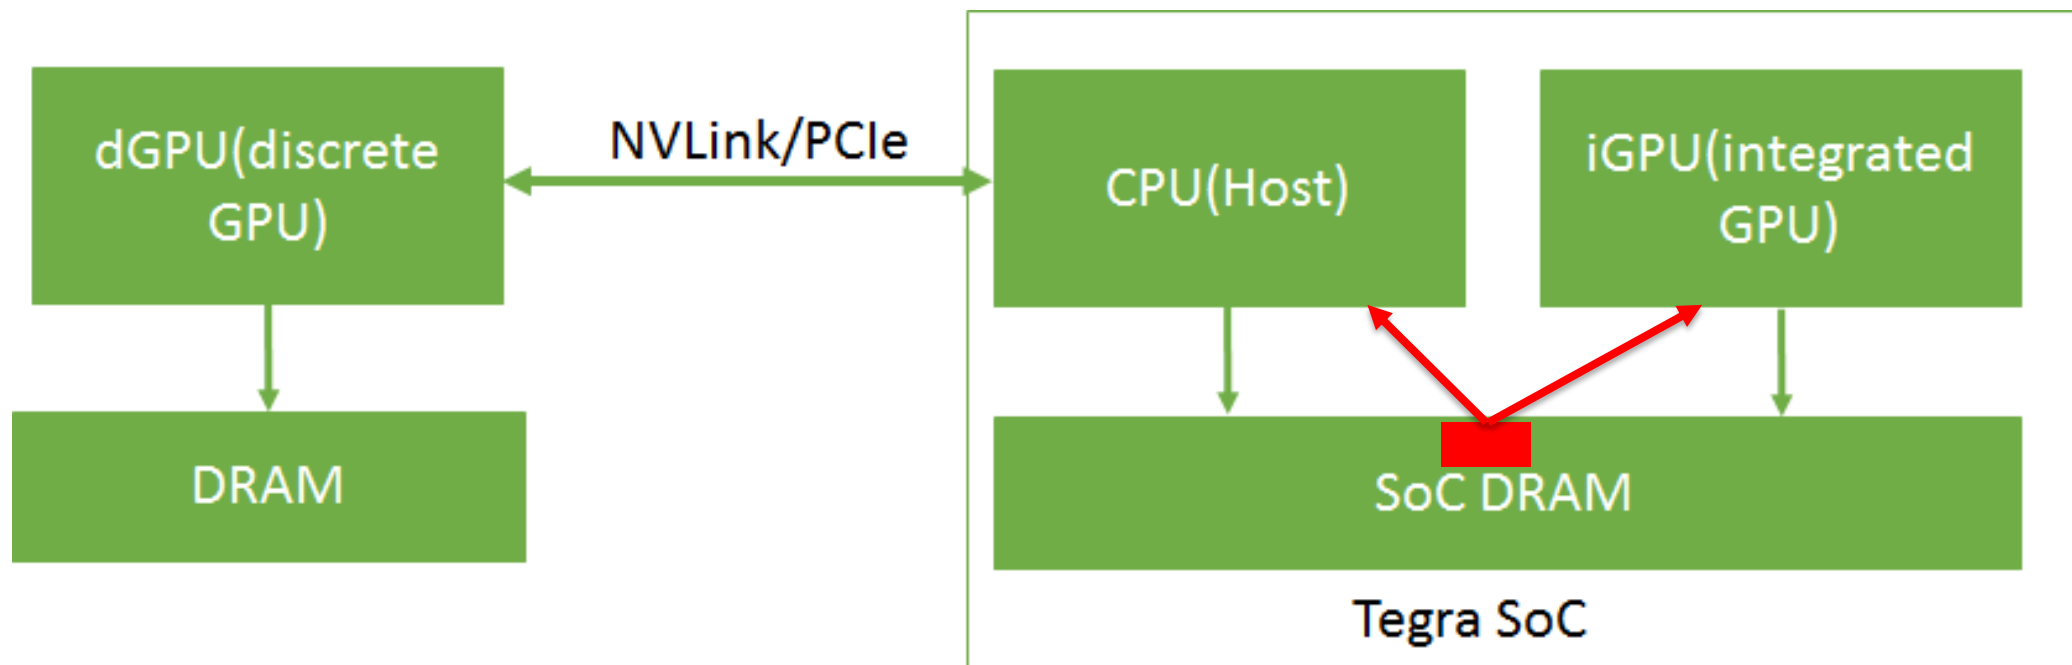 dGPU(discrete
GPU)
NVLink/PCIe
CPU(Host)
iGPU(integrated
GPU)
DRAM
SoC DRAM
Tegra SoC